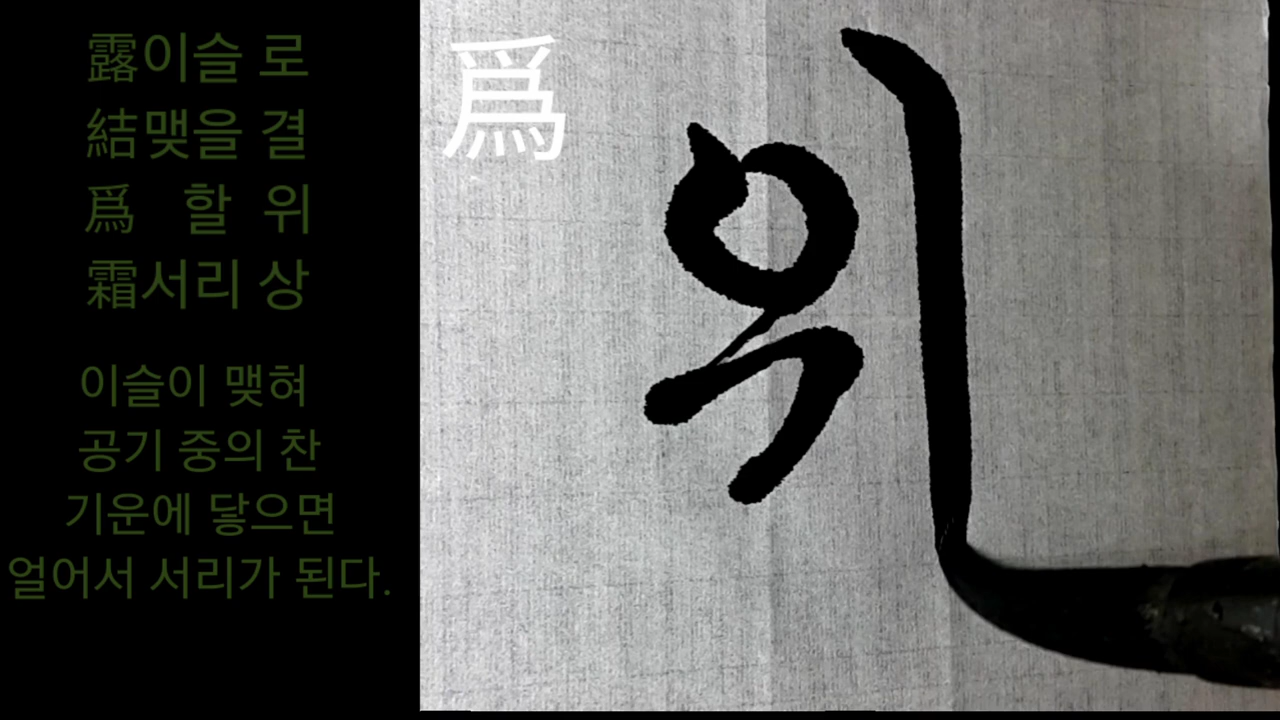 露이슬 로
結맺을 결
爲 할 위
霜서리 상
이슬이 맺혀
공기 중의 찬
기운에 닿으면
얼어서 서리가 된다.
爲
위